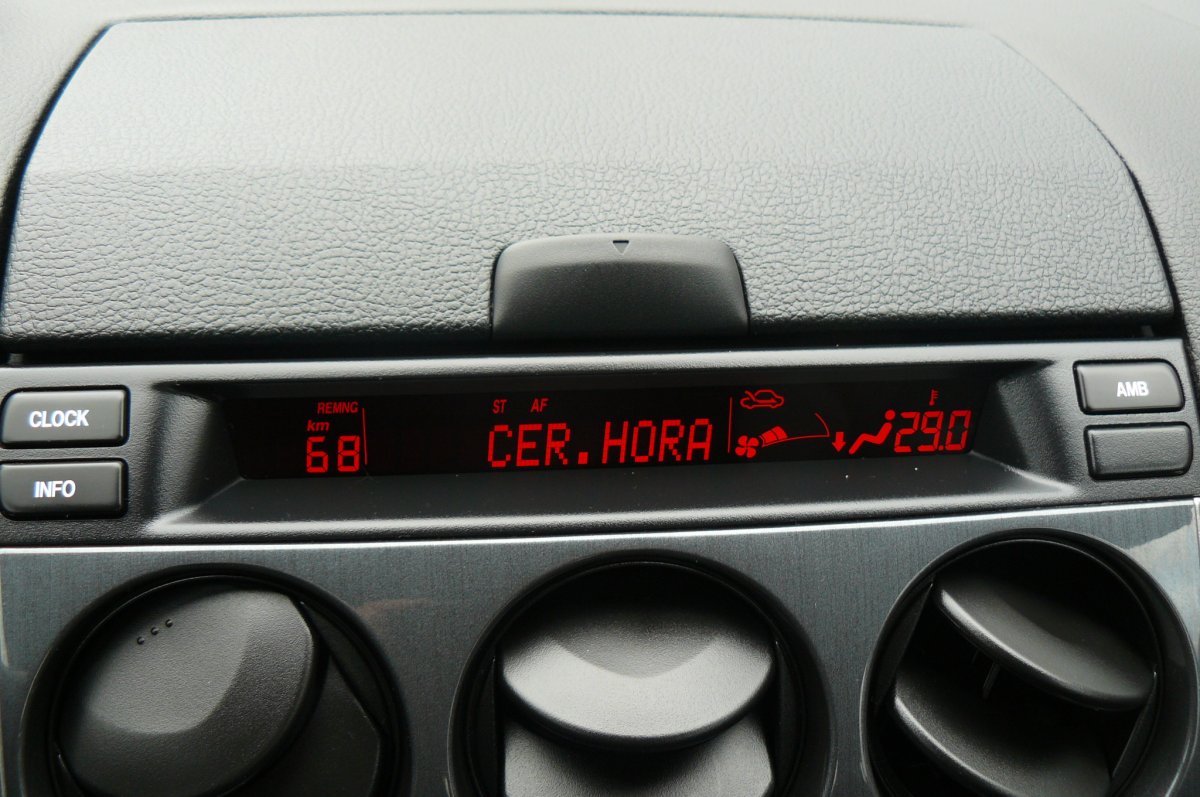 CLOCK
INFO
REMNG
km
68
ST AF
CER.HORA
29.0
AMB